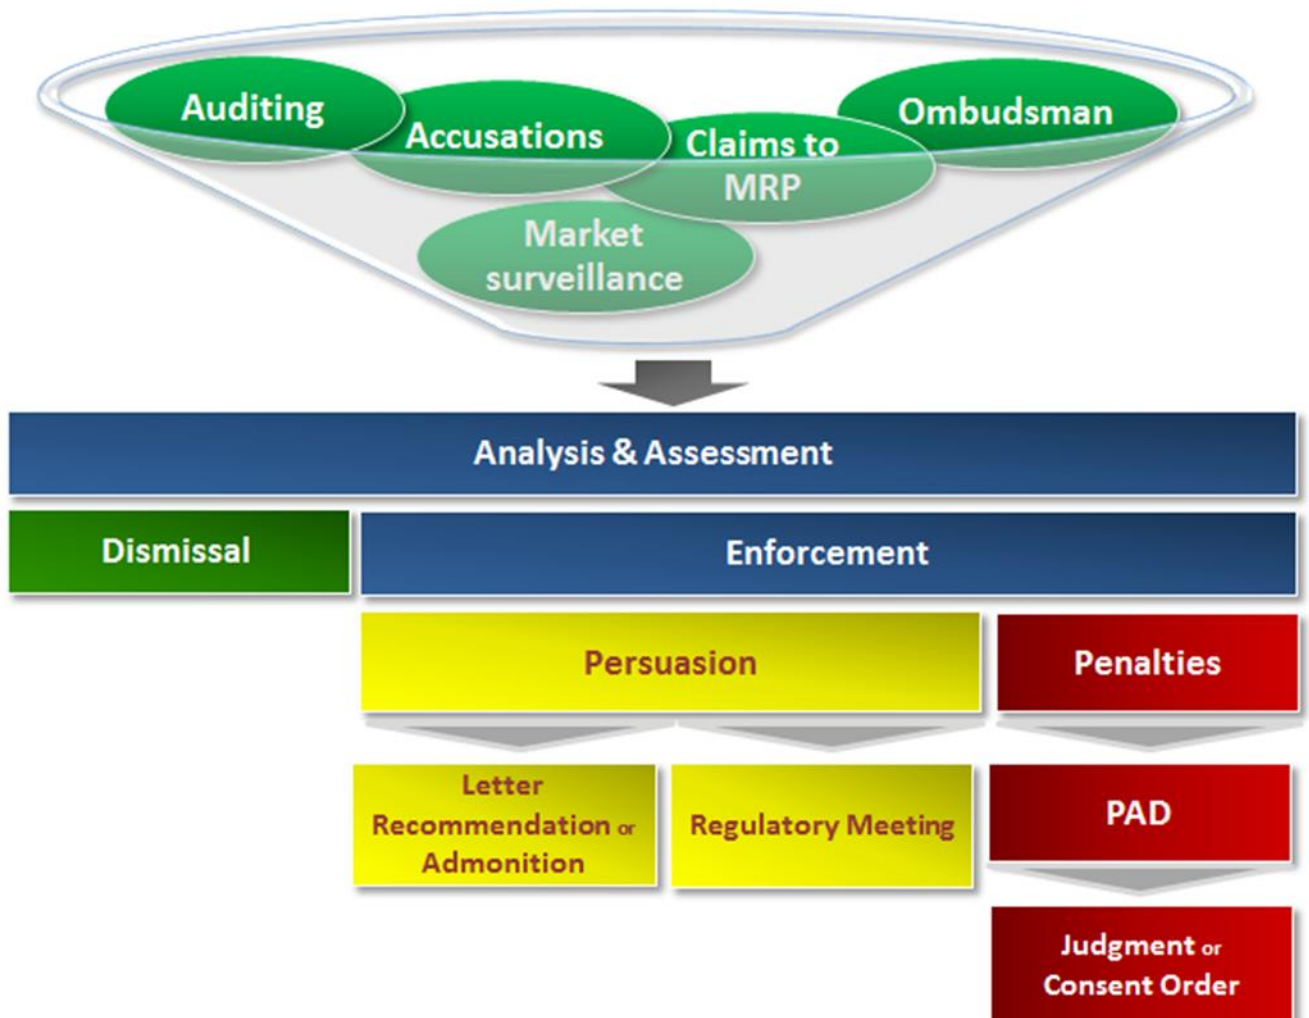 Auditing
Accusations
Claims to
MRP
Ombudsman
Market
surveillance
Analysis & Assessment
Dismissal
Enforcement
Persuasion
Penalties
Letter
Recommendation or
Admonition
Regulatory Meeting
PAD
Judgment or
Consent Order